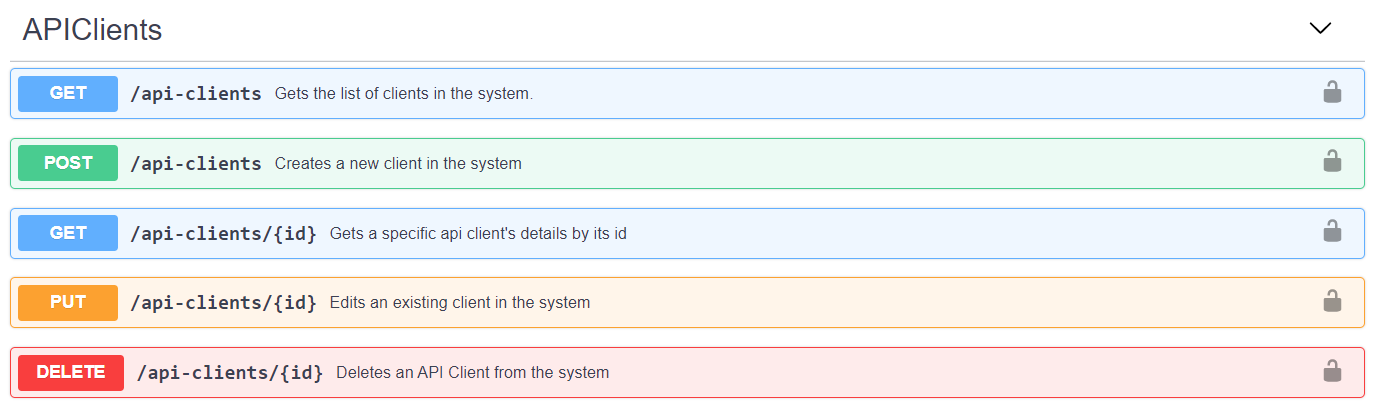 APIClients
GET /api-clients Gets the list of clients in the system.
POST /api-clients Creates a new client in the system
GET /api-clients/{id} Gets a specific api client's details by its id
PUT /api-clients/{id} Edits an existing client in the system
DELETE /api-clients/{id} Deletes an API Client from the system